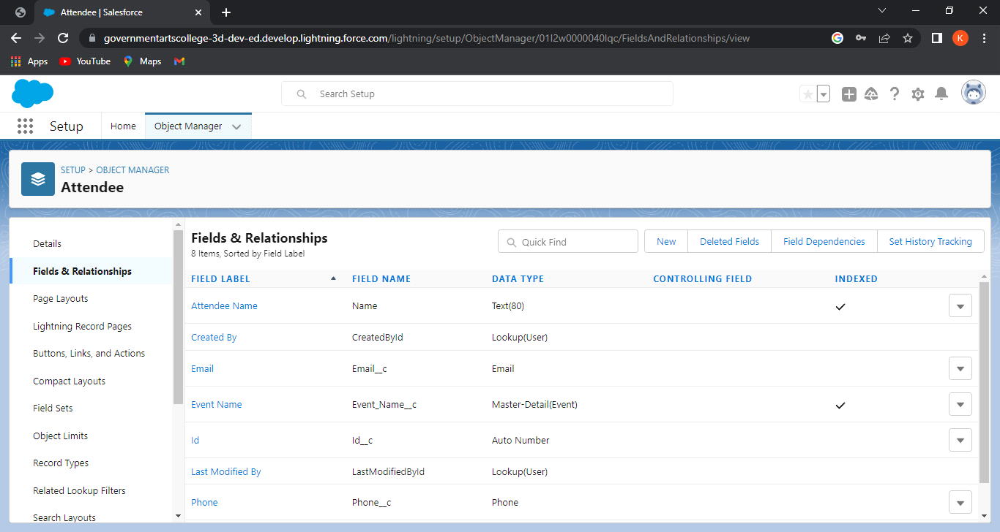 Attendee | Salesforce
governmentartscollege-3d-dev-ed.develop.lightning.force.com/lightning/setup/ObjectManager/01I2w0000040Iqc/FieldsAndRelationships/view
K
Apps YouTube Maps
Search Setup
Setup Home Object Manager
SETUP > OBJECT MANAGER
Attendee
Details
Fields & Relationships
Page Layouts
Lightning Record Pages
Buttons, Links, and Actions
Compact Layouts
Field Sets
Object Limits
Record Types
Related Lookup Filters
Search Layouts
Fields & Relationships
8 Items, Sorted by Field Label
Quick Find
New Deleted Fields Field Dependencies Set History Tracking
FIELD LABEL FIELD NAME DATA TYPE CONTROLLING FIELD INDEXED
Attendee Name Name Text(80)
Created By CreatedById Lookup(User)
Email Email__c Email
Event Name Event_Name__c Master-Detail(Event)
Id Id__c Auto Number
Last Modified By LastModifiedById Lookup(User)
Phone Phone__c Phone